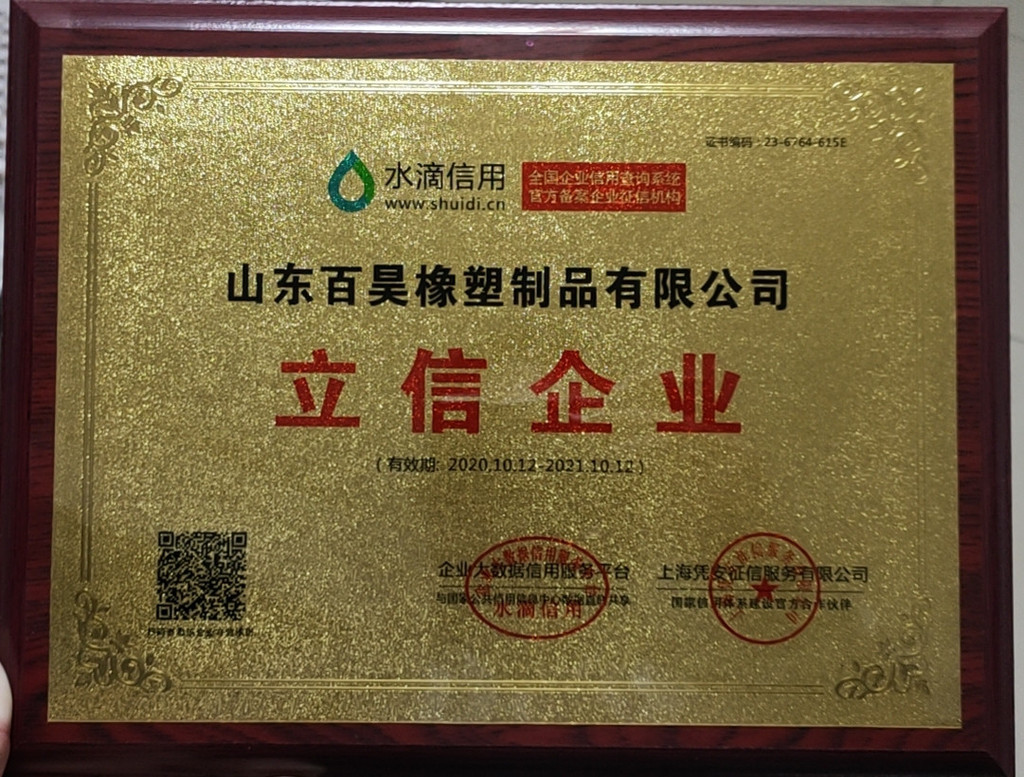 证书编码：23-6764-615E
水滴信用
www.shuidi.cn
全国企业信用查询系统
官方备案企业征信机构
山东百昊橡塑制品有限公司
立信企业
（有效期: 2020.10.12-2021.10.12）
企业大数据信用服务平台
水滴信用
上海凭安征信服务有限公司
国家信用体系建设官方合作伙伴